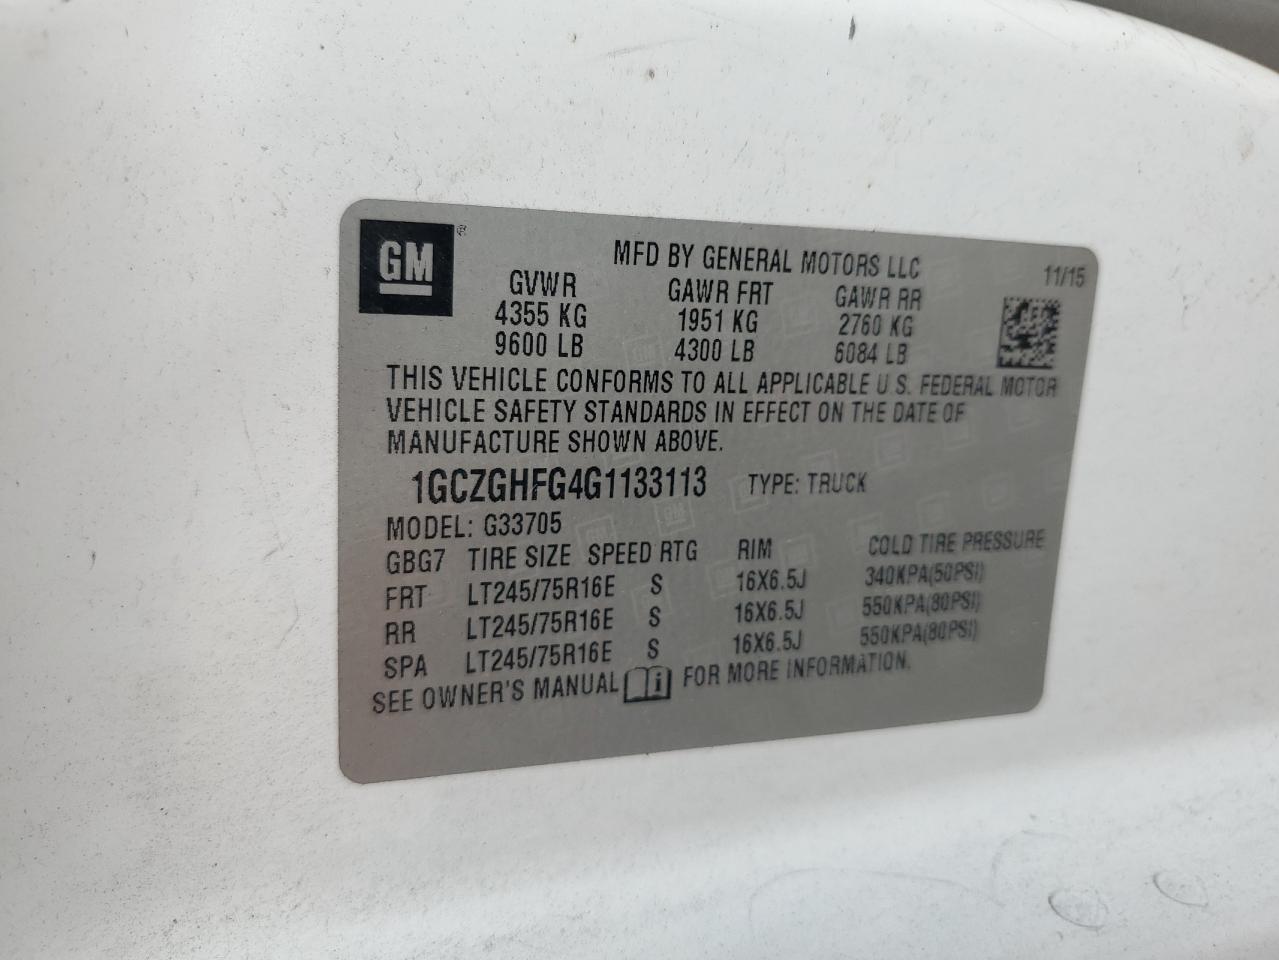 GM®
MFD BY GENERAL MOTORS LLC 11/15
GVWR GAWR FRT GAWR RR
4355 KG 1951 KG 2760 KG
9600 LB 4300 LB 6084 LB
THIS VEHICLE CONFORMS TO ALL APPLICABLE U.S. FEDERAL MOTOR
VEHICLE SAFETY STANDARDS IN EFFECT ON THE DATE OF
MANUFACTURE SHOWN ABOVE.
1GCZGHFG4G1133113 TYPE: TRUCK
MODEL: G33705
GBG7 TIRE SIZE SPEED RTG RIM COLD TIRE PRESSURE
FRT LT245/75R16E S 16X6.5J 340KPA(50PSI)
RR LT245/75R16E S 16X6.5J 550KPA(80PSI)
SPA LT245/75R16E S 16X6.5J 550KPA(80PSI)
SEE OWNER'S MANUAL FOR MORE INFORMATION.